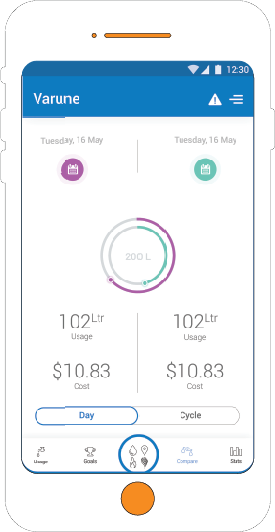 12:30
Varune
Tuesday, 16 May
Tuesday, 16 May
200 L
102Ltr
Usage
102Ltr
Usage
$10.83
Cost
$10.83
Cost
Day
Cycle
Usage
Goals
Compare
Stats